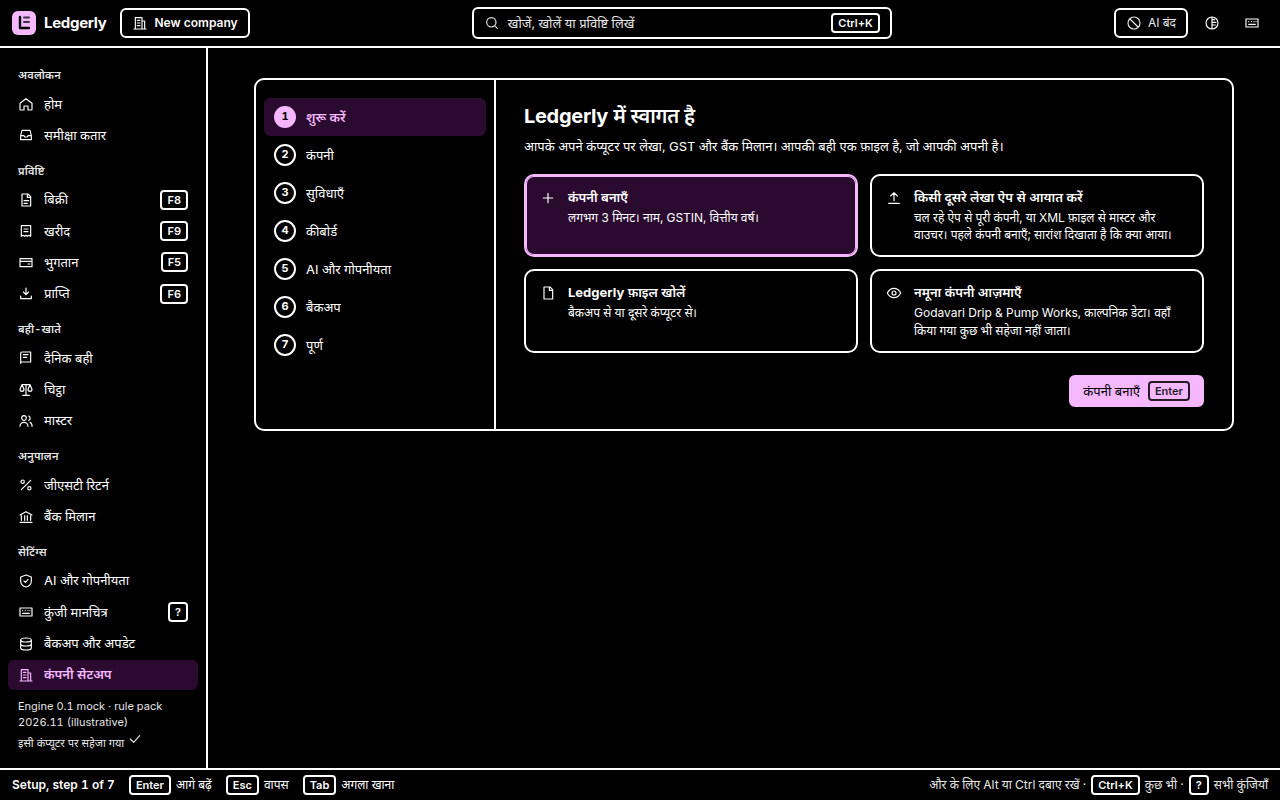 Ledgerly
New company
खोजें, खोलें या प्रविष्टि लिखें
Ctrl+K
AI बंद
अवलोकन
होम
समीक्षा कतार
प्रविष्टि
बिक्री F8
खरीद F9
भुगतान F5
प्राप्ति F6
बही-खाते
दैनिक बही
चिट्ठा
मास्टर
अनुपालन
जीएसटी रिटर्न
बैंक मिलान
सेटिंग्स
AI और गोपनीयता
कुंजी मानचित्र ?
बैकअप और अपडेट
कंपनी सेटअप
Engine 0.1 mock · rule pack
2026.11 (illustrative)
इसी कंप्यूटर पर सहेजा गया
1 शुरू करें
2 कंपनी
3 सुविधाएँ
4 कीबोर्ड
5 AI और गोपनीयता
6 बैकअप
7 पूर्ण
Ledgerly में स्वागत है
आपके अपने कंप्यूटर पर लेखा, GST और बैंक मिलान। आपकी बही एक फ़ाइल है, जो आपकी अपनी है।
कंपनी बनाएँ
लगभग 3 मिनट। नाम, GSTIN, वित्तीय वर्ष।
किसी दूसरे लेखा ऐप से आयात करें
चल रहे ऐप से पूरी कंपनी, या XML फ़ाइल से मास्टर और
वाउचर। पहले कंपनी बनाएँ; सारांश दिखाता है कि क्या आया।
Ledgerly फ़ाइल खोलें
बैकअप से या दूसरे कंप्यूटर से।
नमूना कंपनी आज़माएँ
Godavari Drip & Pump Works, काल्पनिक डेटा। वहाँ
किया गया कुछ भी सहेजा नहीं जाता।
कंपनी बनाएँ Enter
Setup, step 1 of 7 Enter आगे बढ़ें Esc वापस Tab अगला खाना
और के लिए Alt या Ctrl दबाए रखें · Ctrl+K कुछ भी · ? सभी कुंजियाँ